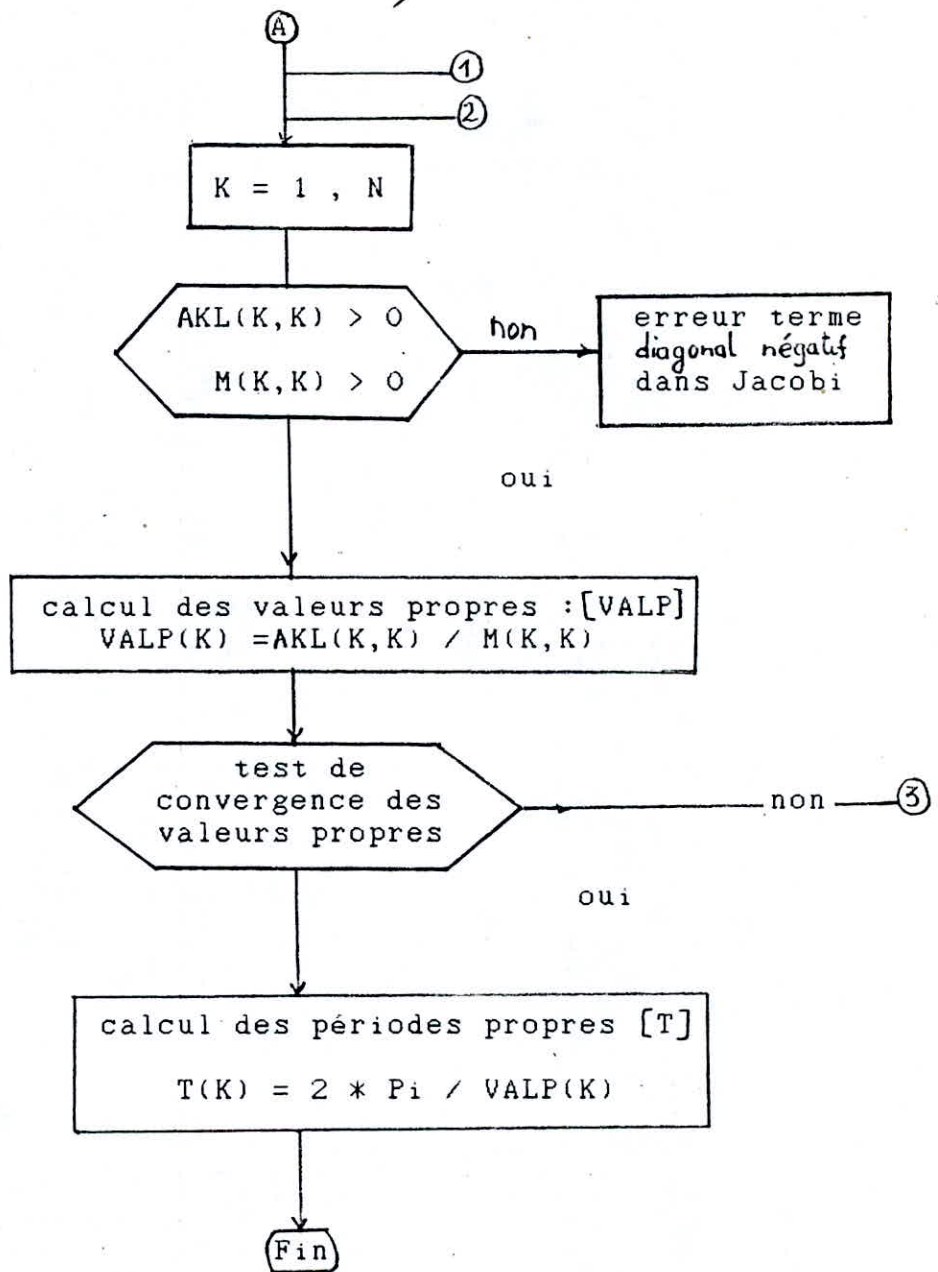 A
1
2
K = 1 , N
AKL(K,K) > 0
M(K,K) > 0
non
erreur terme
diagonal négatif
dans Jacobi
oui
calcul des valeurs propres :[VALP]
VALP(K) =AKL(K,K) / M(K,K)
test de
convergence des
valeurs propres
non
3
oui
calcul des périodes propres [T]
T(K) = 2 * Pi / VALP(K)
Fin